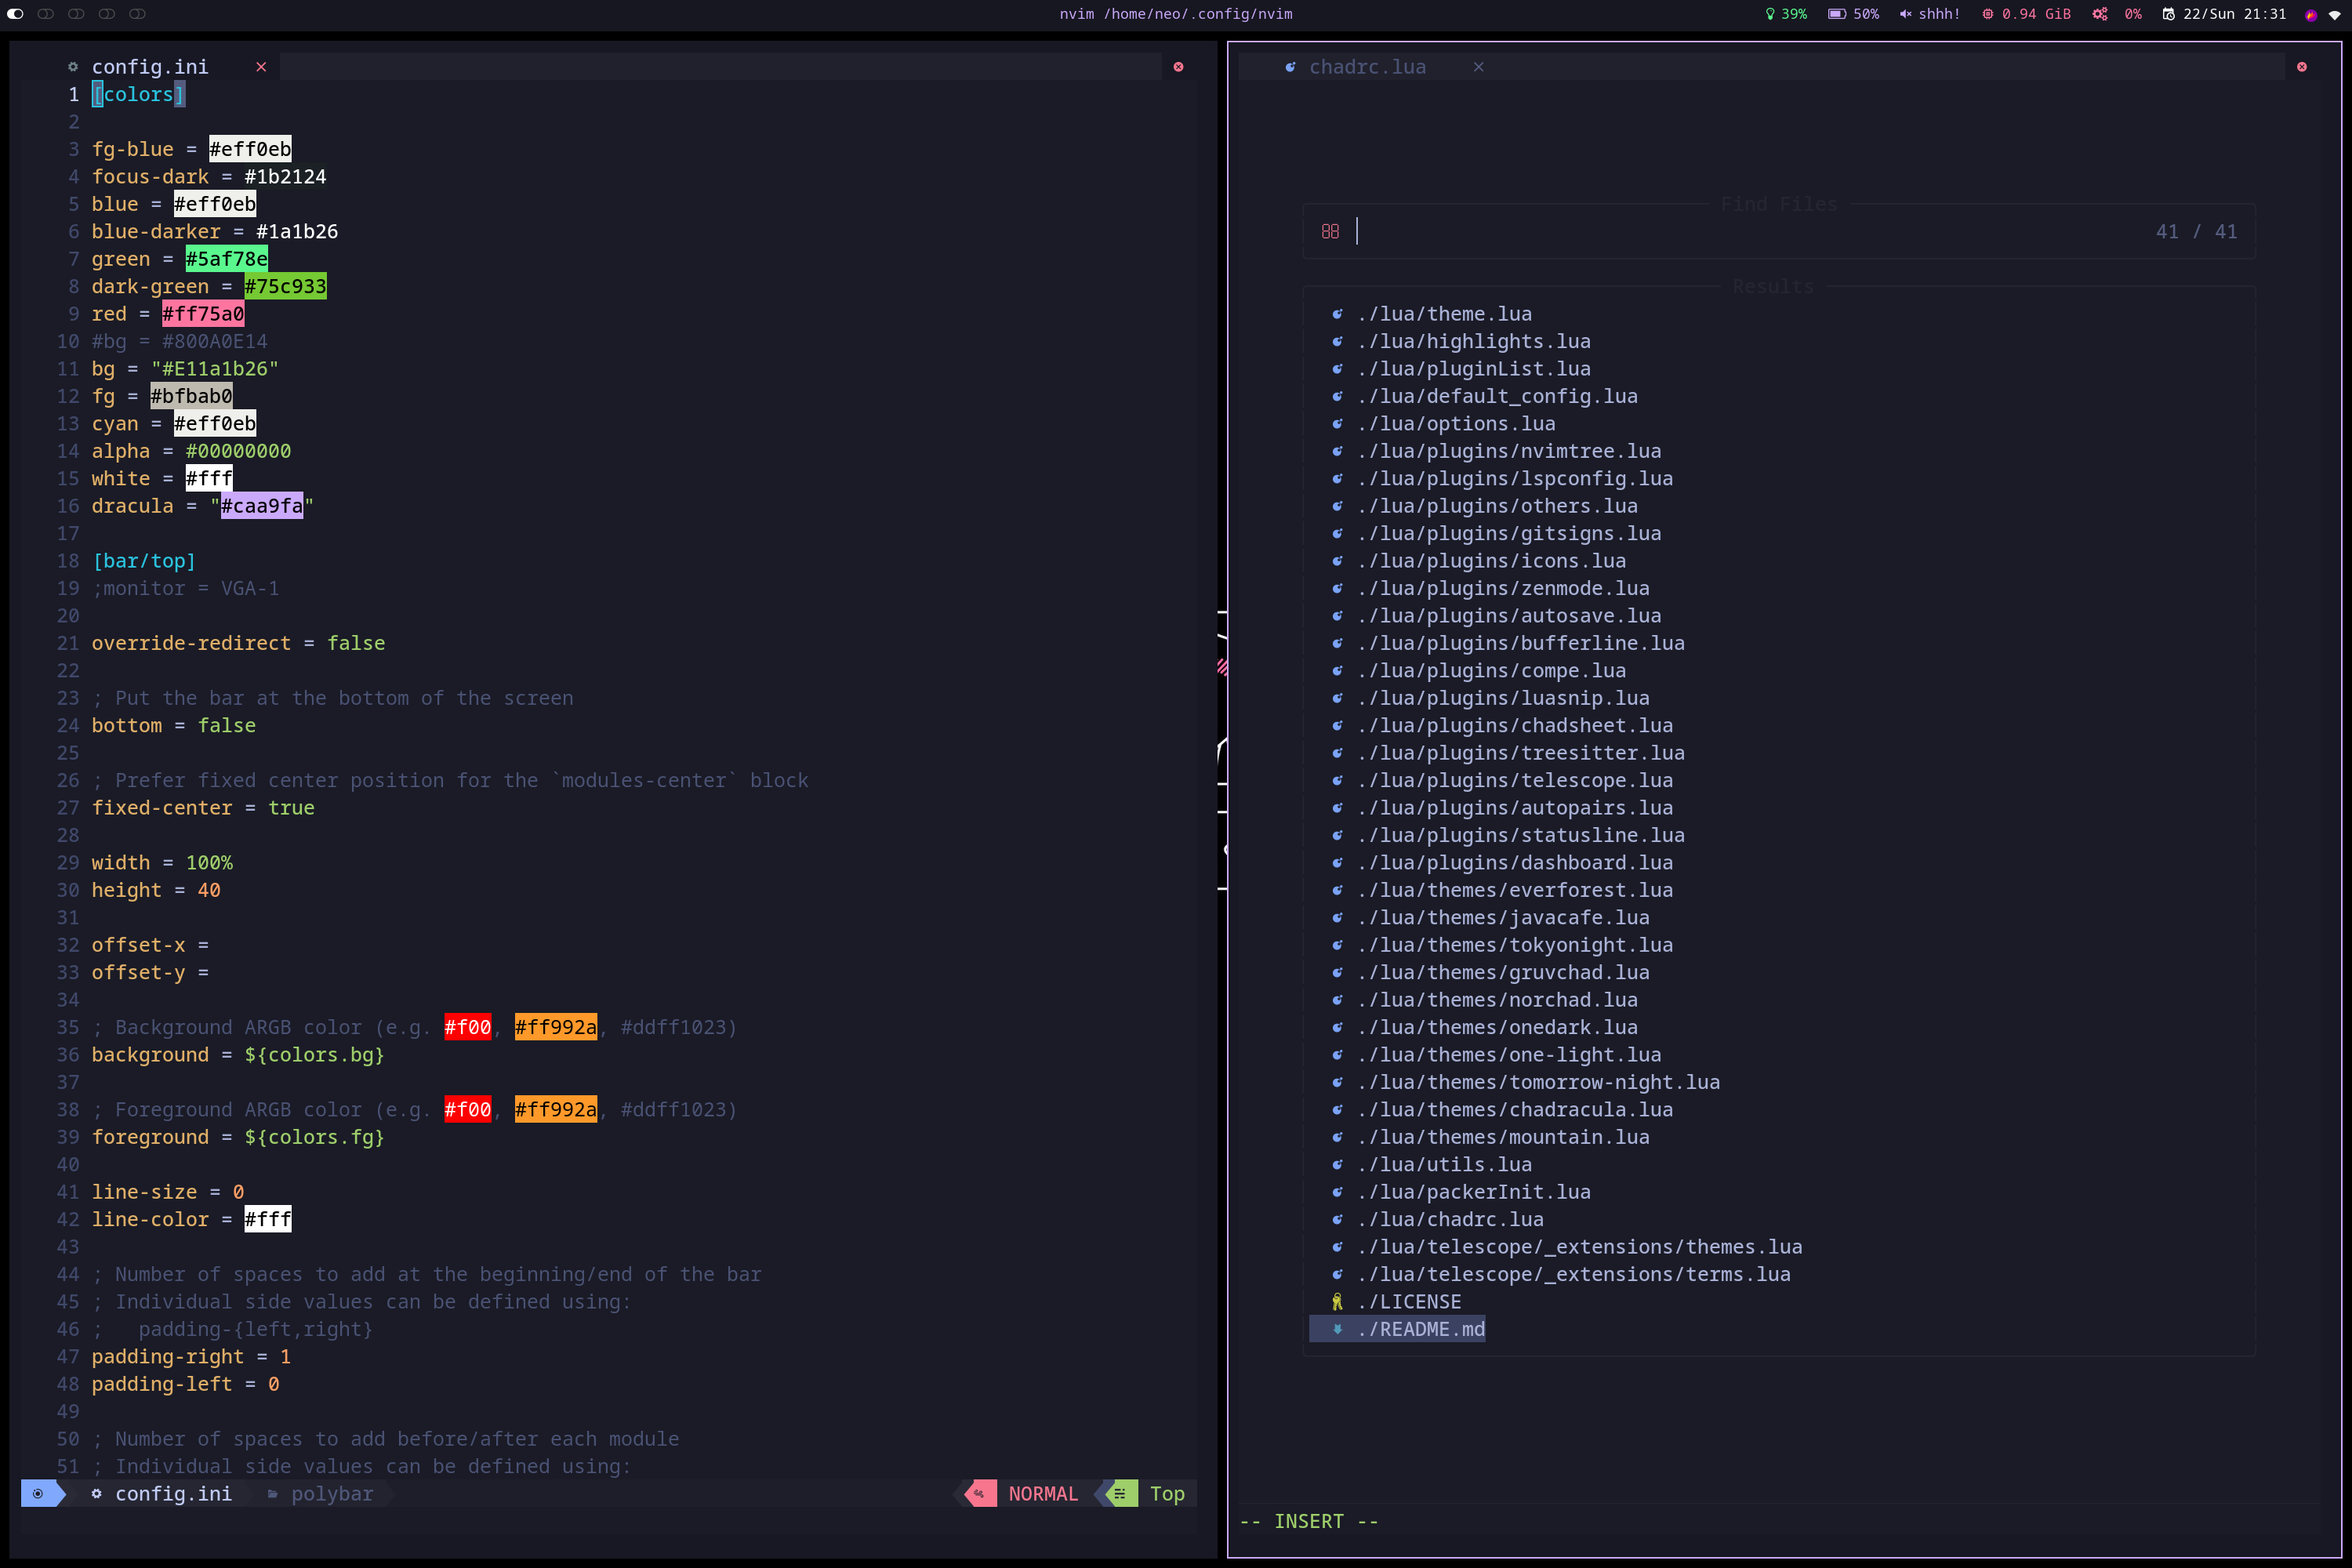 nvim /home/neo/.config/nvim
39% 50% shhh! 0.94 GiB 0% 22/Sun 21:31
config.ini
1 [colors]
2
3 fg-blue = #eff0eb
4 focus-dark = #1b2124
5 blue = #eff0eb
6 blue-darker = #1a1b26
7 green = #5af78e
8 dark-green = #75c933
9 red = #ff75a0
10 #bg = #800A0E14
11 bg = "#E11a1b26"
12 fg = #bfbab0
13 cyan = #eff0eb
14 alpha = #00000000
15 white = #fff
16 dracula = "#caa9fa"
17
18 [bar/top]
19 ;monitor = VGA-1
20
21 override-redirect = false
22
23 ; Put the bar at the bottom of the screen
24 bottom = false
25
26 ; Prefer fixed center position for the `modules-center` block
27 fixed-center = true
28
29 width = 100%
30 height = 40
31
32 offset-x =
33 offset-y =
34
35 ; Background ARGB color (e.g. #f00, #ff992a, #ddff1023)
36 background = ${colors.bg}
37
38 ; Foreground ARGB color (e.g. #f00, #ff992a, #ddff1023)
39 foreground = ${colors.fg}
40
41 line-size = 0
42 line-color = #fff
43
44 ; Number of spaces to add at the beginning/end of the bar
45 ; Individual side values can be defined using:
46 ;   padding-{left,right}
47 padding-right = 1
48 padding-left = 0
49
50 ; Number of spaces to add before/after each module
51 ; Individual side values can be defined using:
config.ini polybar NORMAL Top
chadrc.lua
Find Files
41 / 41
Results
./lua/theme.lua
./lua/highlights.lua
./lua/pluginList.lua
./lua/default_config.lua
./lua/options.lua
./lua/plugins/nvimtree.lua
./lua/plugins/lspconfig.lua
./lua/plugins/others.lua
./lua/plugins/gitsigns.lua
./lua/plugins/icons.lua
./lua/plugins/zenmode.lua
./lua/plugins/autosave.lua
./lua/plugins/bufferline.lua
./lua/plugins/compe.lua
./lua/plugins/luasnip.lua
./lua/plugins/chadsheet.lua
./lua/plugins/treesitter.lua
./lua/plugins/telescope.lua
./lua/plugins/autopairs.lua
./lua/plugins/statusline.lua
./lua/plugins/dashboard.lua
./lua/themes/everforest.lua
./lua/themes/javacafe.lua
./lua/themes/tokyonight.lua
./lua/themes/gruvchad.lua
./lua/themes/norchad.lua
./lua/themes/onedark.lua
./lua/themes/one-light.lua
./lua/themes/tomorrow-night.lua
./lua/themes/chadracula.lua
./lua/themes/mountain.lua
./lua/utils.lua
./lua/packerInit.lua
./lua/chadrc.lua
./lua/telescope/_extensions/themes.lua
./lua/telescope/_extensions/terms.lua
./LICENSE
./README.md
-- INSERT --